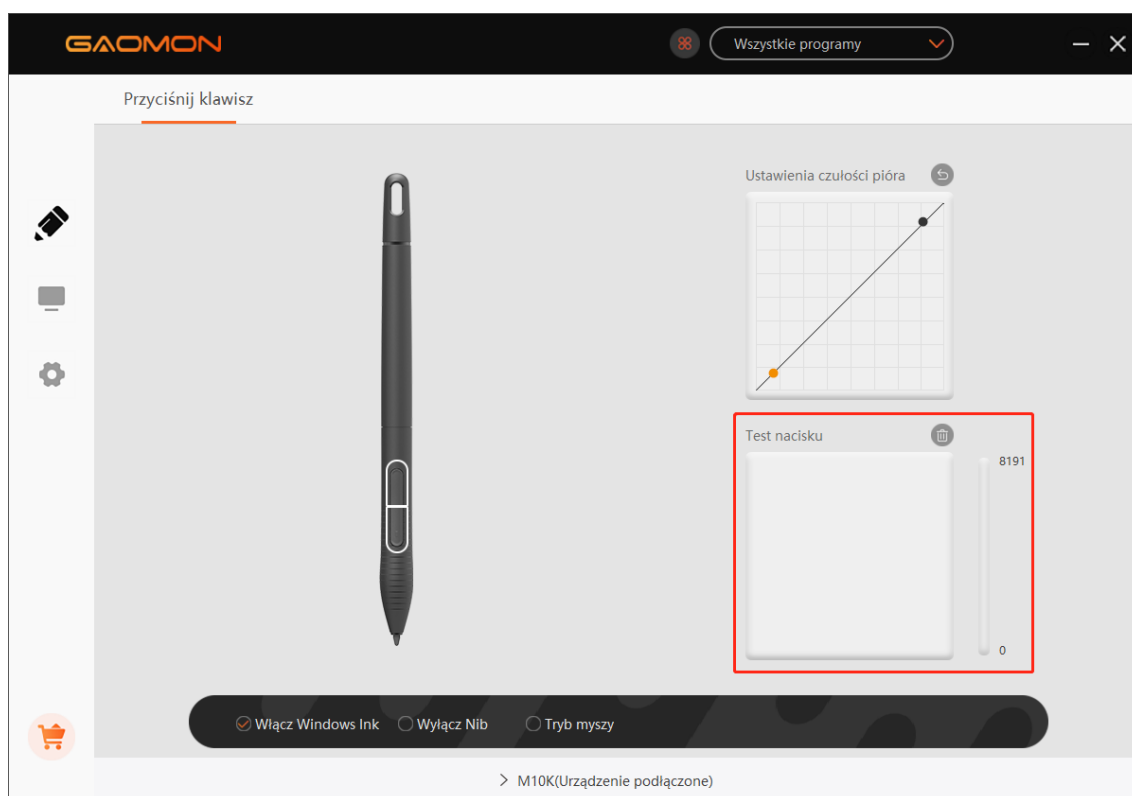 GAOMON
Wszystkie programy
Przyciśnij klawisz
Ustawienia czułości pióra
Test nacisku
8191
0
Włącz Windows Ink
Wyłącz Nib
Tryb myszy
M10K(Urządzenie podłączone)